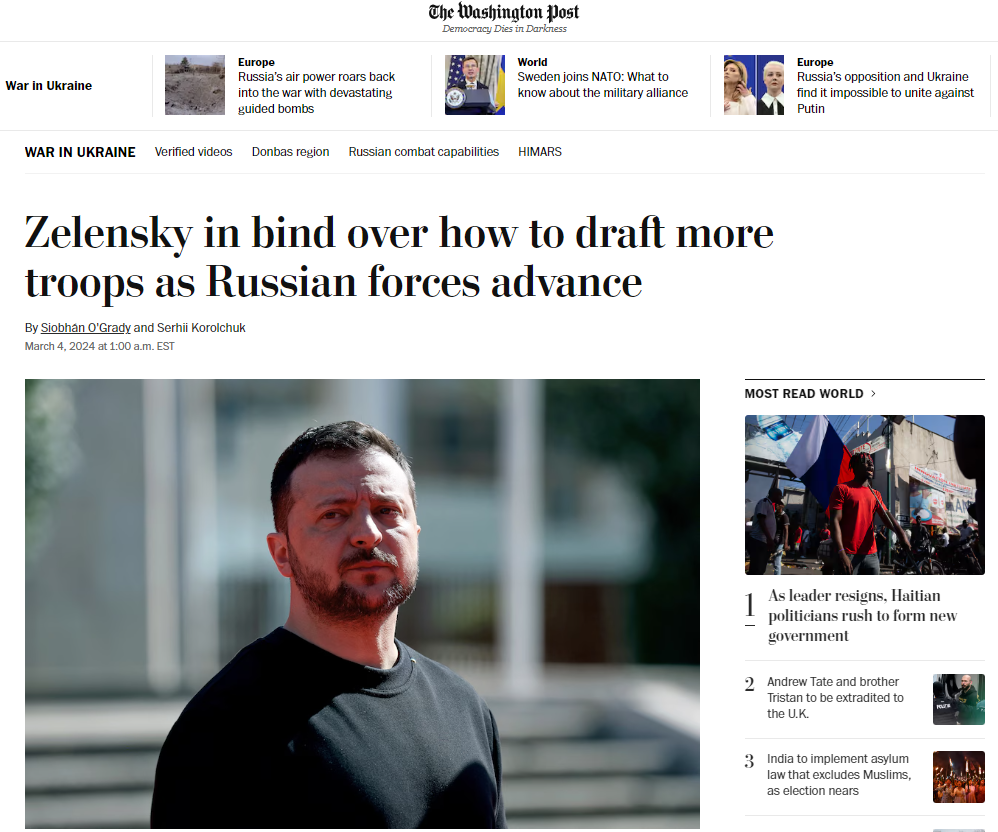 The Washington Post
Democracy Dies in Darkness
War in Ukraine
Europe
Russia's air power roars back
into the war with devastating
guided bombs
World
Sweden joins NATO: What to
know about the military alliance
Europe
Russia's opposition and Ukraine
find it impossible to unite against
Putin
WAR IN UKRAINE Verified videos Donbas region Russian combat capabilities HIMARS
Zelensky in bind over how to draft more
troops as Russian forces advance
By Siobhán O'Grady and Serhii Korolchuk
March 4, 2024 at 1:00 a.m. EST
MOST READ WORLD >
1
As leader resigns, Haitian
politicians rush to form new
government
2
Andrew Tate and brother
Tristan to be extradited to
the U.K.
3
India to implement asylum
law that excludes Muslims,
as election nears